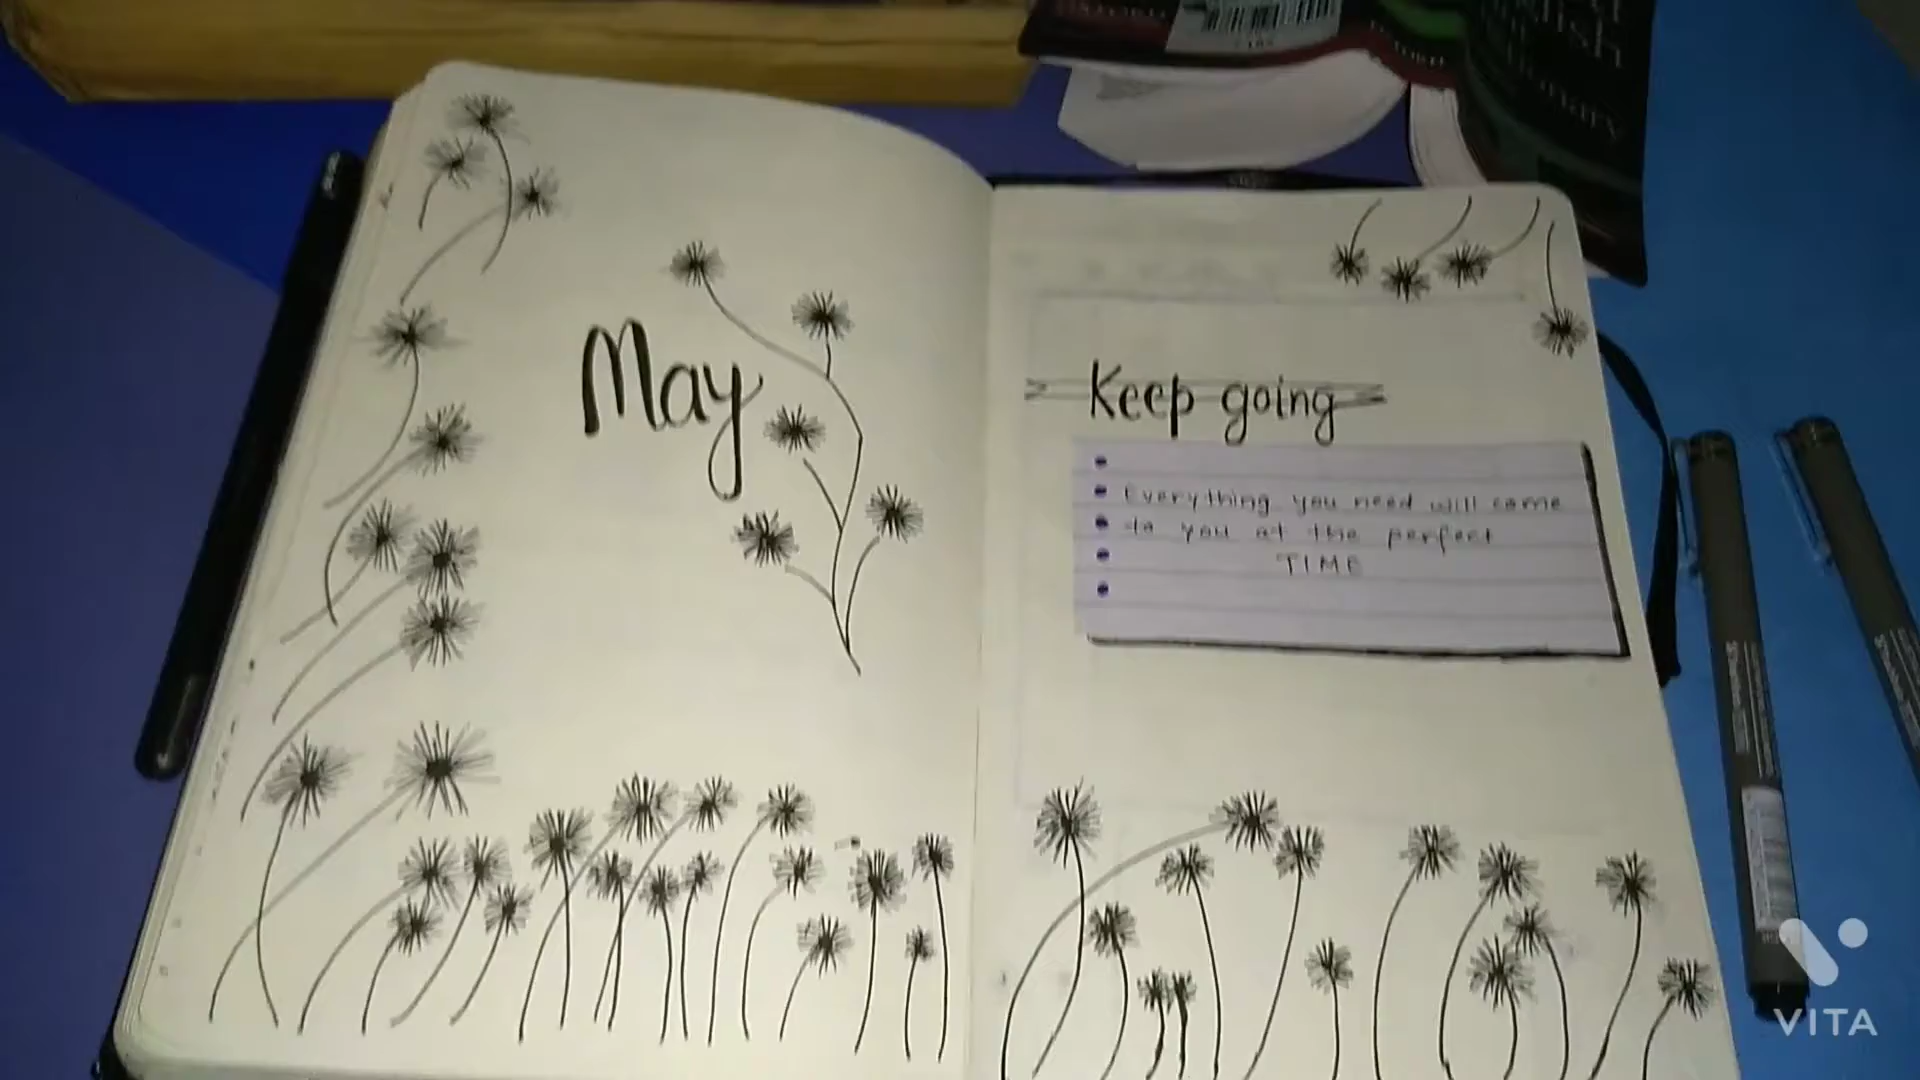 May
Keep going
Everything you need will come
to you at the perfect
TIME
VITA